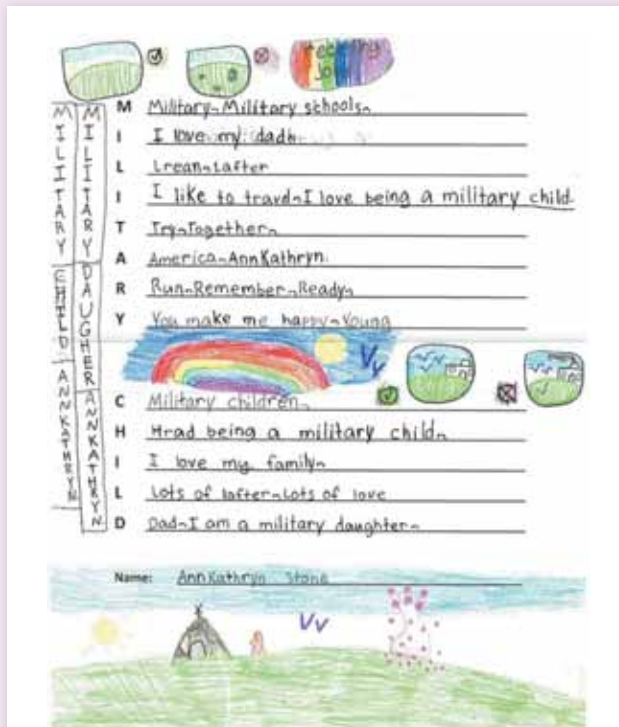 M Military~Military schools~
I I love my dad~
L Lrean~Lafter
I I like to travel~I love being a military child.
T Try~Together~
A America~AnnKathryn.
R Run~Remember~Ready~
Y You make me happy~Young
C Military children~
H Hrad being a military child~
I I love my family~
L Lots of lafter~Lots of love
D Dad~I am a military daughter~
Name: AnnKathryn Stone
MILITARY CHILD ANNKATHRYN
MILITARY DAUGHER ANNKATHRYN